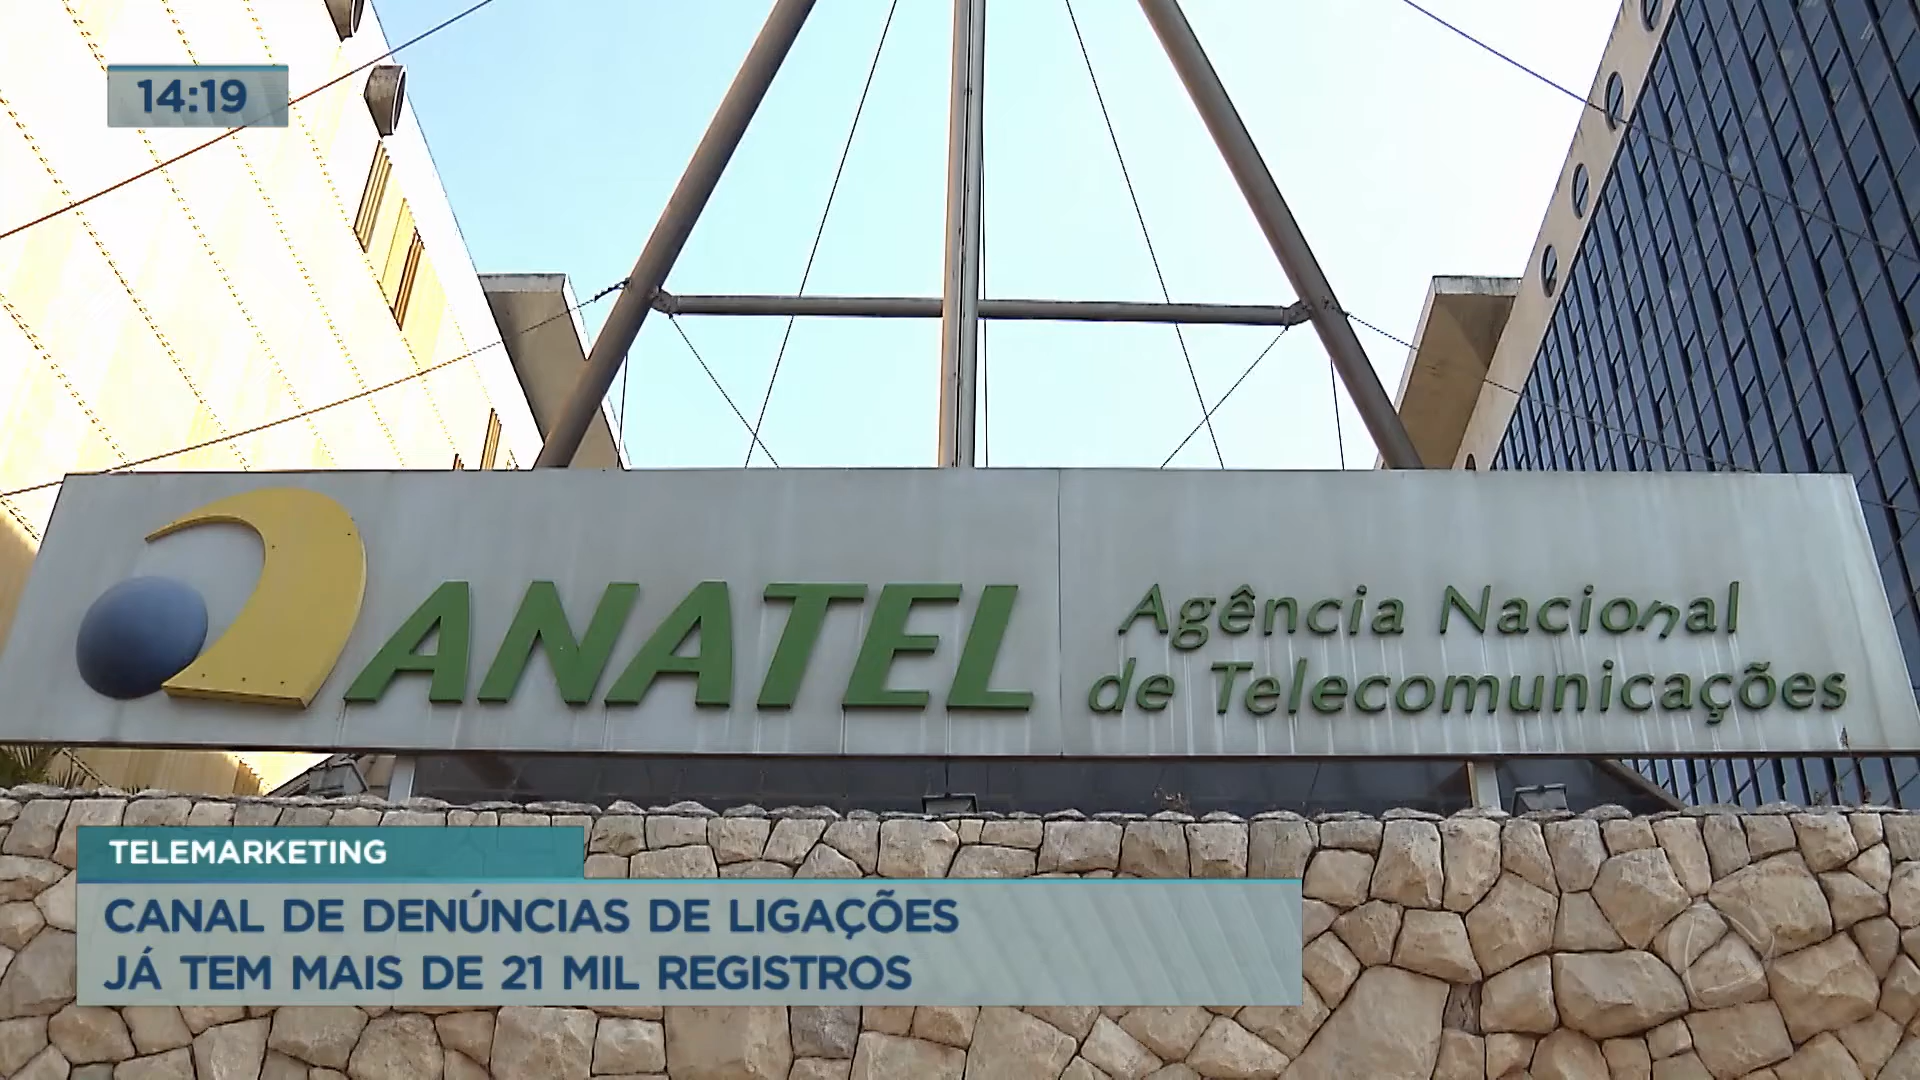 14:19
ANATEL
Agência Nacional
de Telecomunicações
TELEMARKETING
CANAL DE DENÚNCIAS DE LIGAÇÕES
JÁ TEM MAIS DE 21 MIL REGISTROS